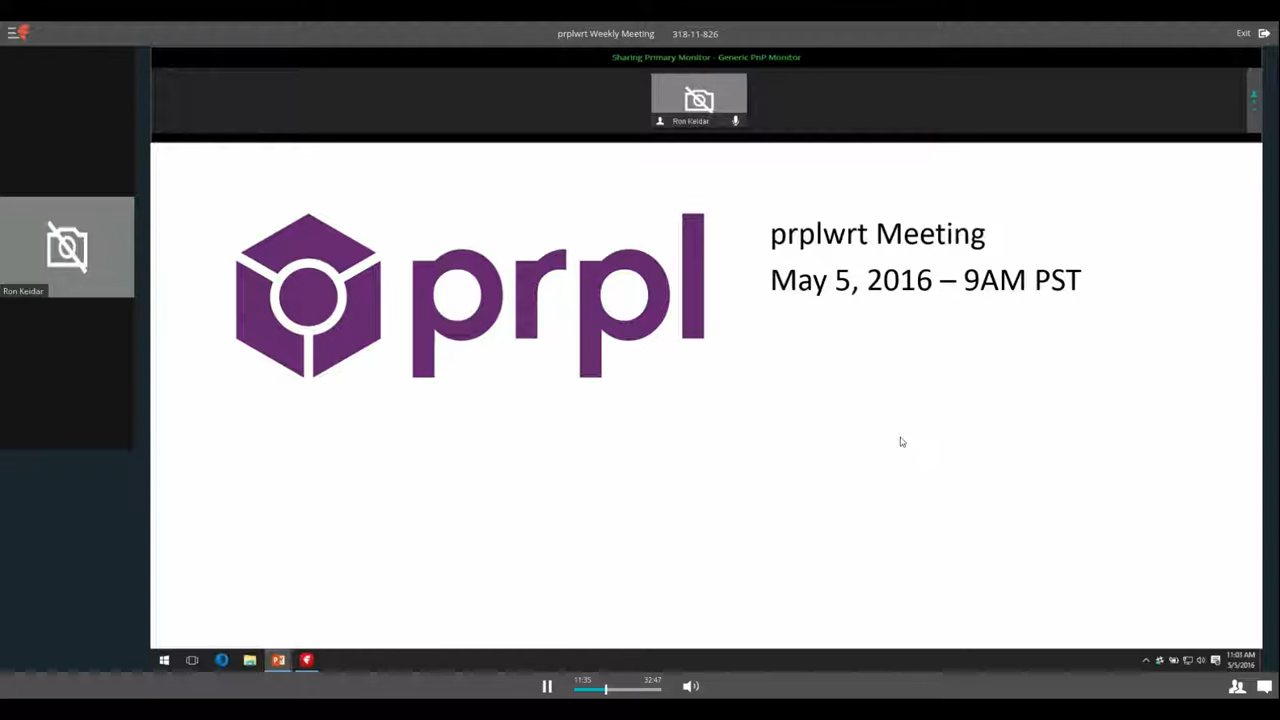 prplwrt Weekly Meeting 318-11-826
Exit
Sharing Primary Monitor - Generic PnP Monitor
Ron Keidar
Ron Keidar
prpl
prplwrt Meeting
May 5, 2016 – 9AM PST
11:03 AM
5/5/2016
11:35
32:47